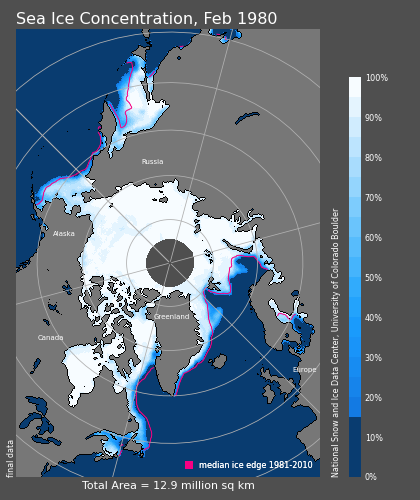 Sea Ice Concentration, Feb 1980
Russia
Alaska
Greenland
Canada
Europe
median ice edge 1981-2010
Total Area = 12.9 million sq km
final data
100%
90%
80%
70%
60%
50%
40%
30%
20%
10%
0%
National Snow and Ice Data Center, University of Colorado Boulder